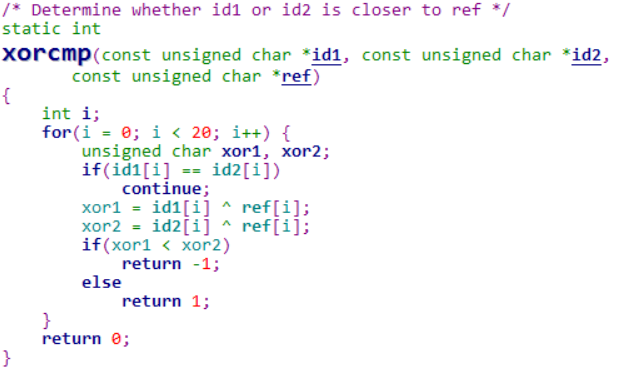 /* Determine whether id1 or id2 is closer to ref */
static int
xorcmp(const unsigned char *id1, const unsigned char *id2,
       const unsigned char *ref)
{
    int i;
    for(i = 0; i < 20; i++) {
        unsigned char xor1, xor2;
        if(id1[i] == id2[i])
            continue;
        xor1 = id1[i] ^ ref[i];
        xor2 = id2[i] ^ ref[i];
        if(xor1 < xor2)
            return -1;
        else
            return 1;
    }
    return 0;
}